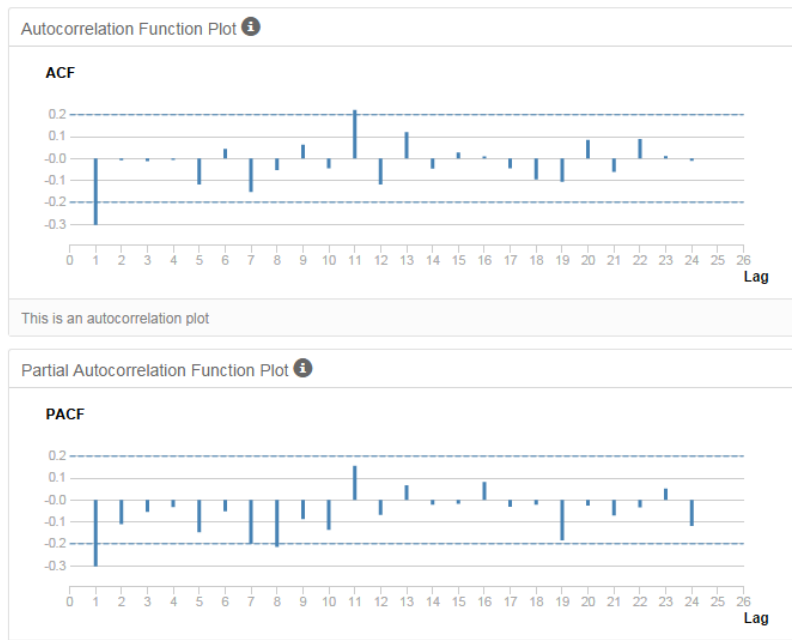 Autocorrelation Function Plot i
ACF
0.2
0.1
-0.0
-0.1
-0.2
-0.3
0 1 2 3 4 5 6 7 8 9 10 11 12 13 14 15 16 17 18 19 20 21 22 23 24 25 26
Lag
This is an autocorrelation plot
Partial Autocorrelation Function Plot i
PACF
0.2
0.1
-0.0
-0.1
-0.2
-0.3
0 1 2 3 4 5 6 7 8 9 10 11 12 13 14 15 16 17 18 19 20 21 22 23 24 25 26
Lag